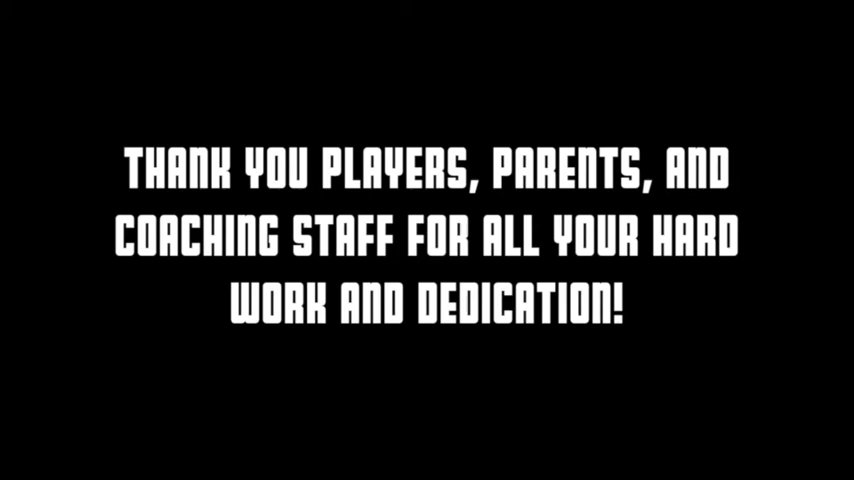 THANK YOU PLAYERS, PARENTS, AND
COACHING STAFF FOR ALL YOUR HARD
WORK AND DEDICATION!